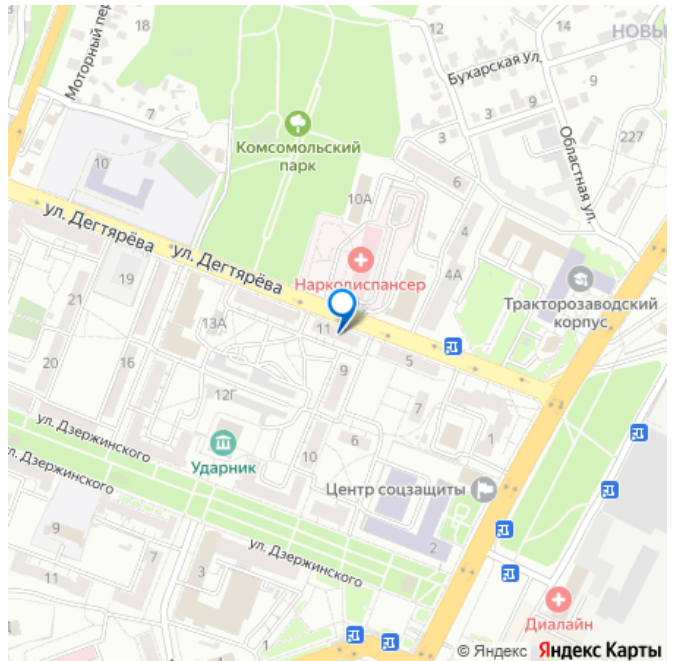 18
12
14
НОВЫ
Моторный пер
Бухарская ул.
9
7
3
9
3
Областная ул.
227
Комсомольский
парк
10
6
10А
4
ул. Дегтярёва
ул. Дегтярёва
Наркодиспансер
4А
Тракторозаводский
корпус
19
21
13А
11
5
20
16
9
12Г
7
1
ул. Дзержинского
Ударник
10
6
л. Дзержинского
Центр соцзащиты
9
ул. Дзержинского
2
7
11
3
Диалайн
© Яндекс Яндекс Карты